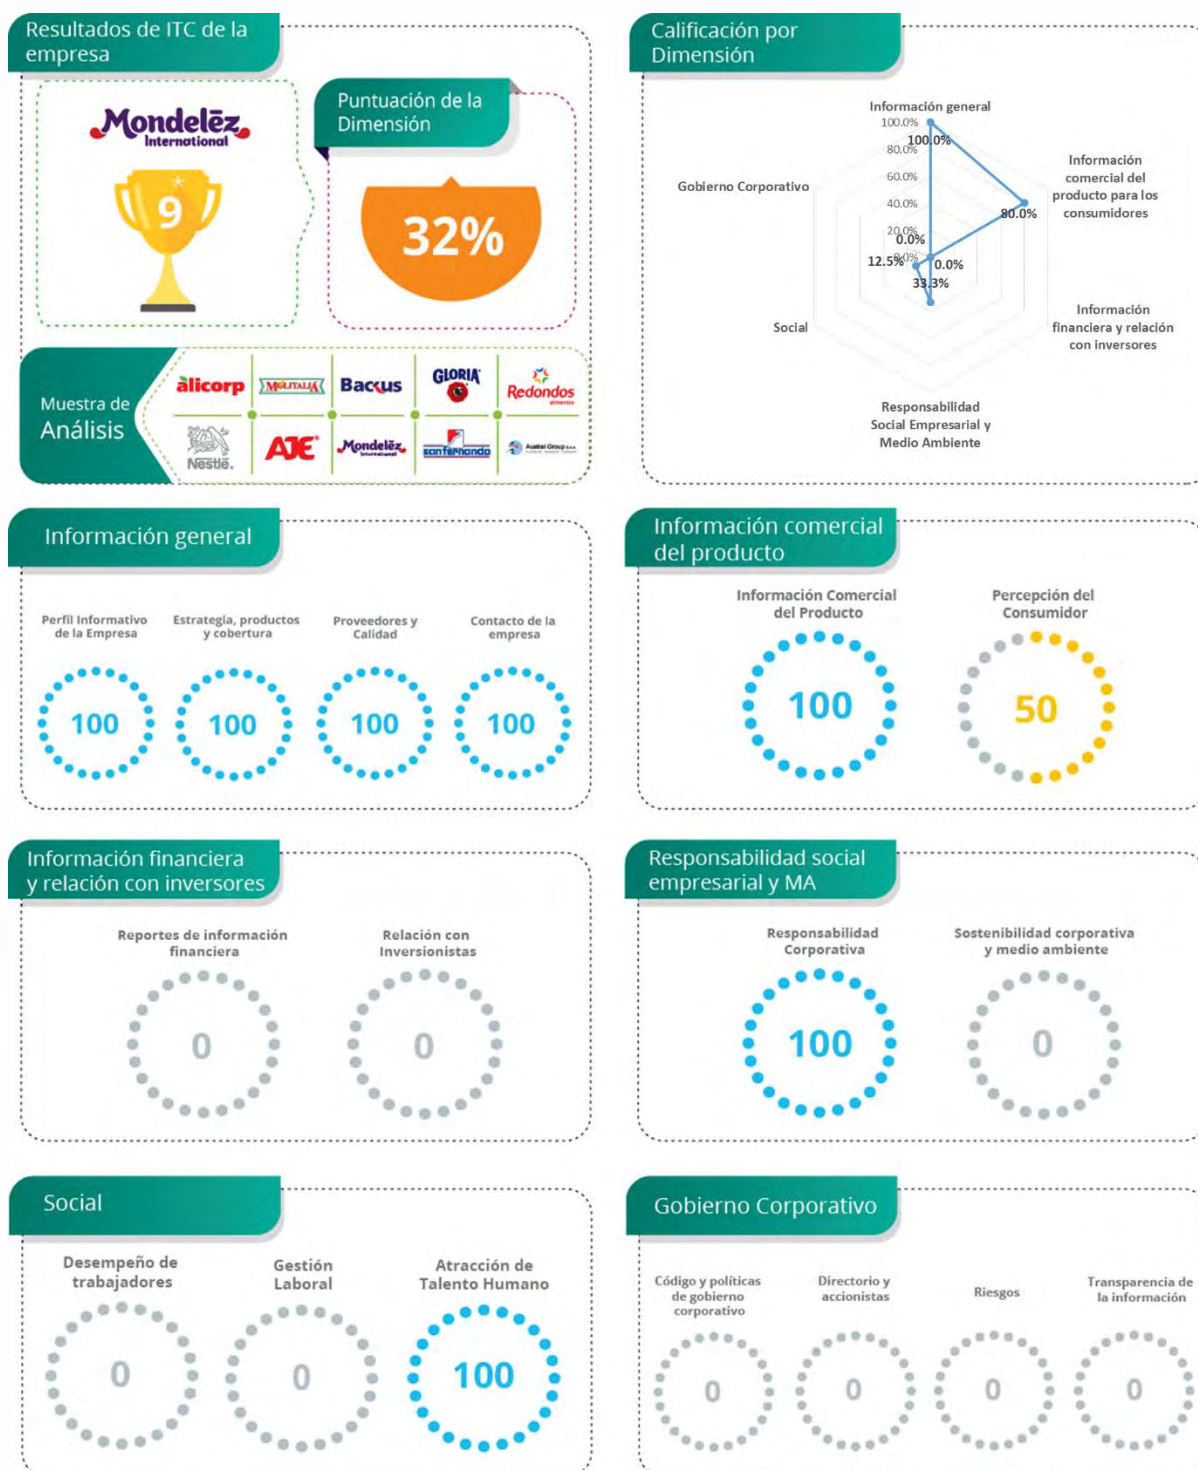 Resultados de ITC de la
empresa
Mondelēz
International
9
Puntuación de la
Dimensión
32%
Muestra de
Análisis
alicorp
MOLITALIA
Backus
GLORIA
Redondos
Nestlē.
AJE
Mondelēz
International
san fernando
Austral Group S.A.A.
Calificación por
Dimensión
Información general
100.0%
100.0%
80.0%
60.0%
40.0%
20.0%
0.0%
Información
comercial del
producto para los
consumidores
80.0%
Gobierno Corporativo
0.0%
12.5%
0.0%
33.3%
Social
Información
financiera y relación
con inversores
Responsabilidad
Social Empresarial y
Medio Ambiente
Información general
Perfil Informativo
de la Empresa
100
Estrategia, productos
y cobertura
100
Proveedores y
Calidad
100
Contacto de la
empresa
100
Información comercial
del producto
Información Comercial
del Producto
100
Percepción del
Consumidor
50
Información financiera
y relación con inversores
Reportes de información
financiera
0
Relación con
Inversionistas
0
Responsabilidad social
empresarial y MA
Responsabilidad
Corporativa
100
Sostenibilidad corporativa
y medio ambiente
0
Social
Desempeño de
trabajadores
0
Gestión
Laboral
0
Atracción de
Talento Humano
100
Gobierno Corporativo
Código y políticas
de gobierno
corporativo
0
Directorio y
accionistas
0
Riesgos
0
Transparencia de
la información
0